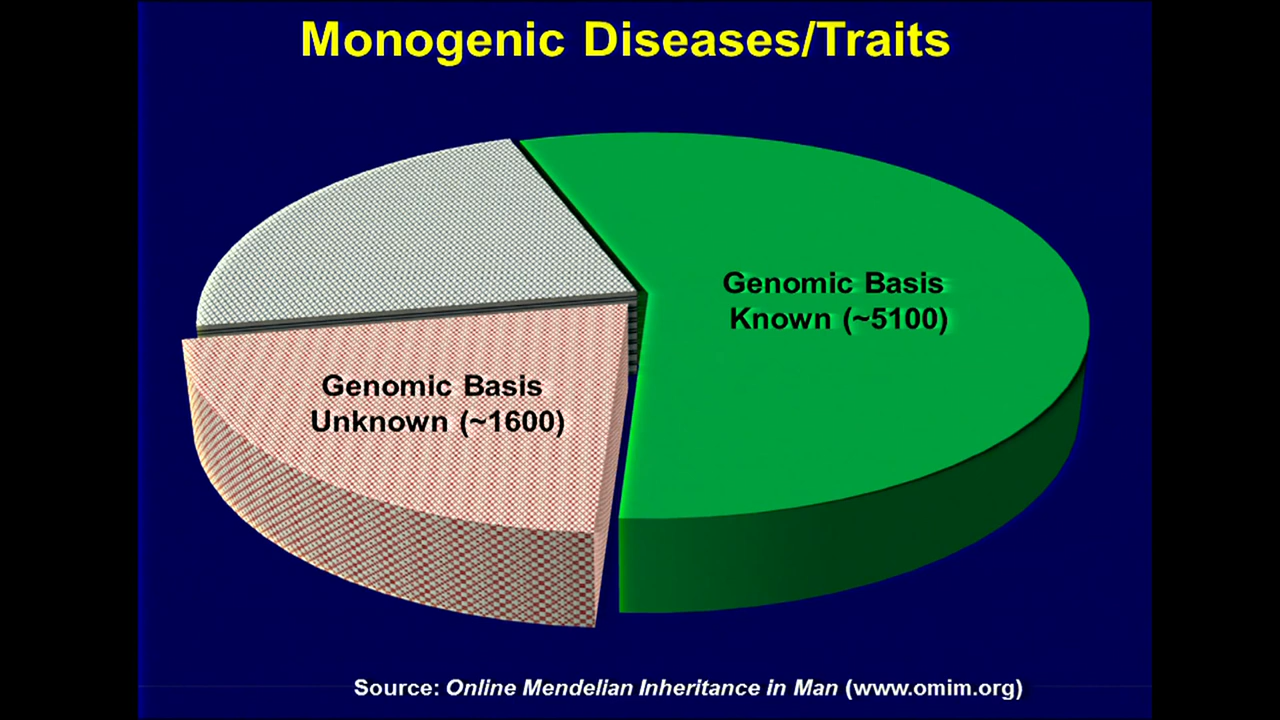 Monogenic Diseases/Traits
Genomic Basis
Known (~5100)
Genomic Basis
Unknown (~1600)
Source: Online Mendelian Inheritance in Man (www.omim.org)